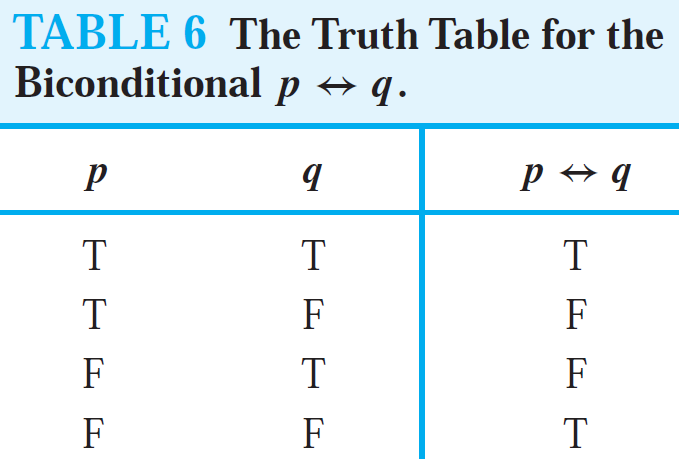 TABLE 6 The Truth Table for the
Biconditional p ↔ q.
p q p ↔ q
T T T
T F F
F T F
F F T